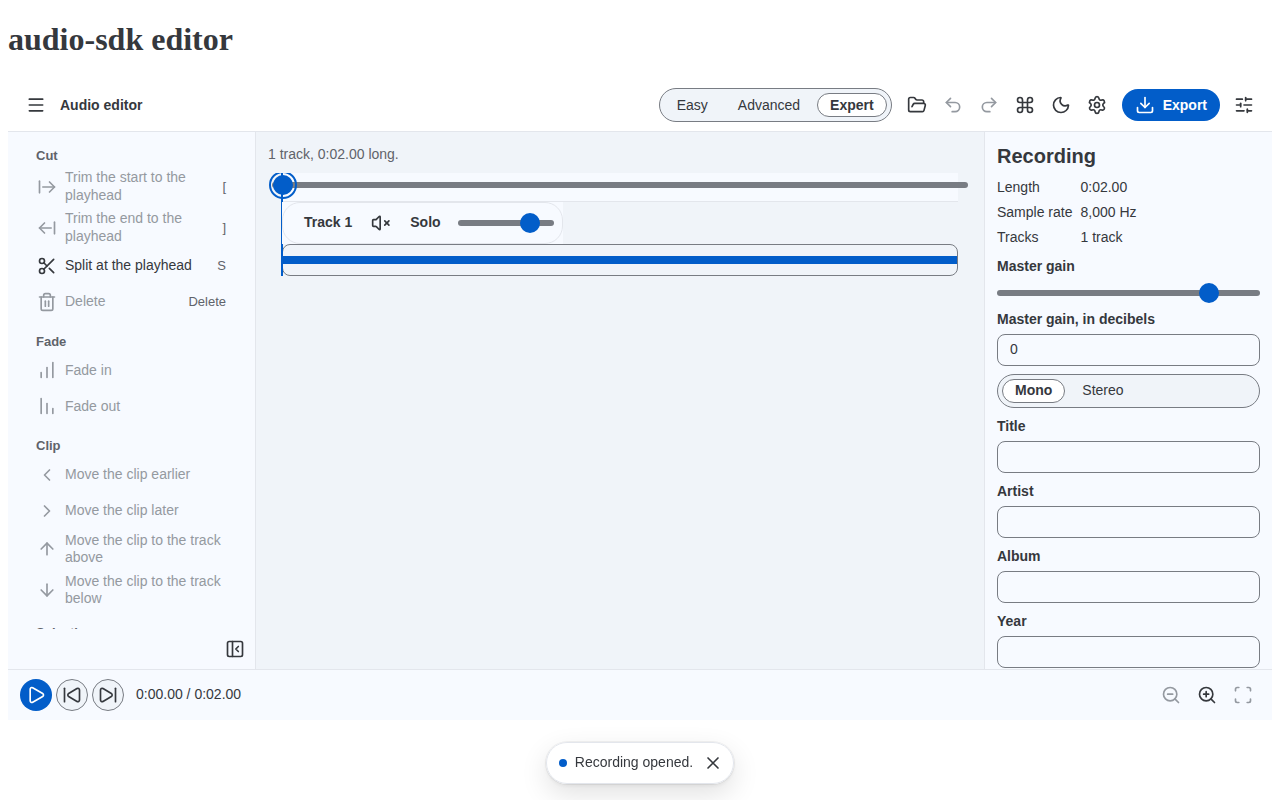 audio-sdk editor
Audio editor
Easy Advanced Expert
Export
Cut
Trim the start to the
playhead
[
Trim the end to the
playhead
]
Split at the playhead S
Delete Delete
Fade
Fade in
Fade out
Clip
Move the clip earlier
Move the clip later
Move the clip to the track
above
Move the clip to the track
below
1 track, 0:02.00 long.
Track 1 Solo
Recording
Length 0:02.00
Sample rate 8,000 Hz
Tracks 1 track
Master gain
Master gain, in decibels
0
Mono Stereo
Title
Artist
Album
Year
0:00.00 / 0:02.00
Recording opened.